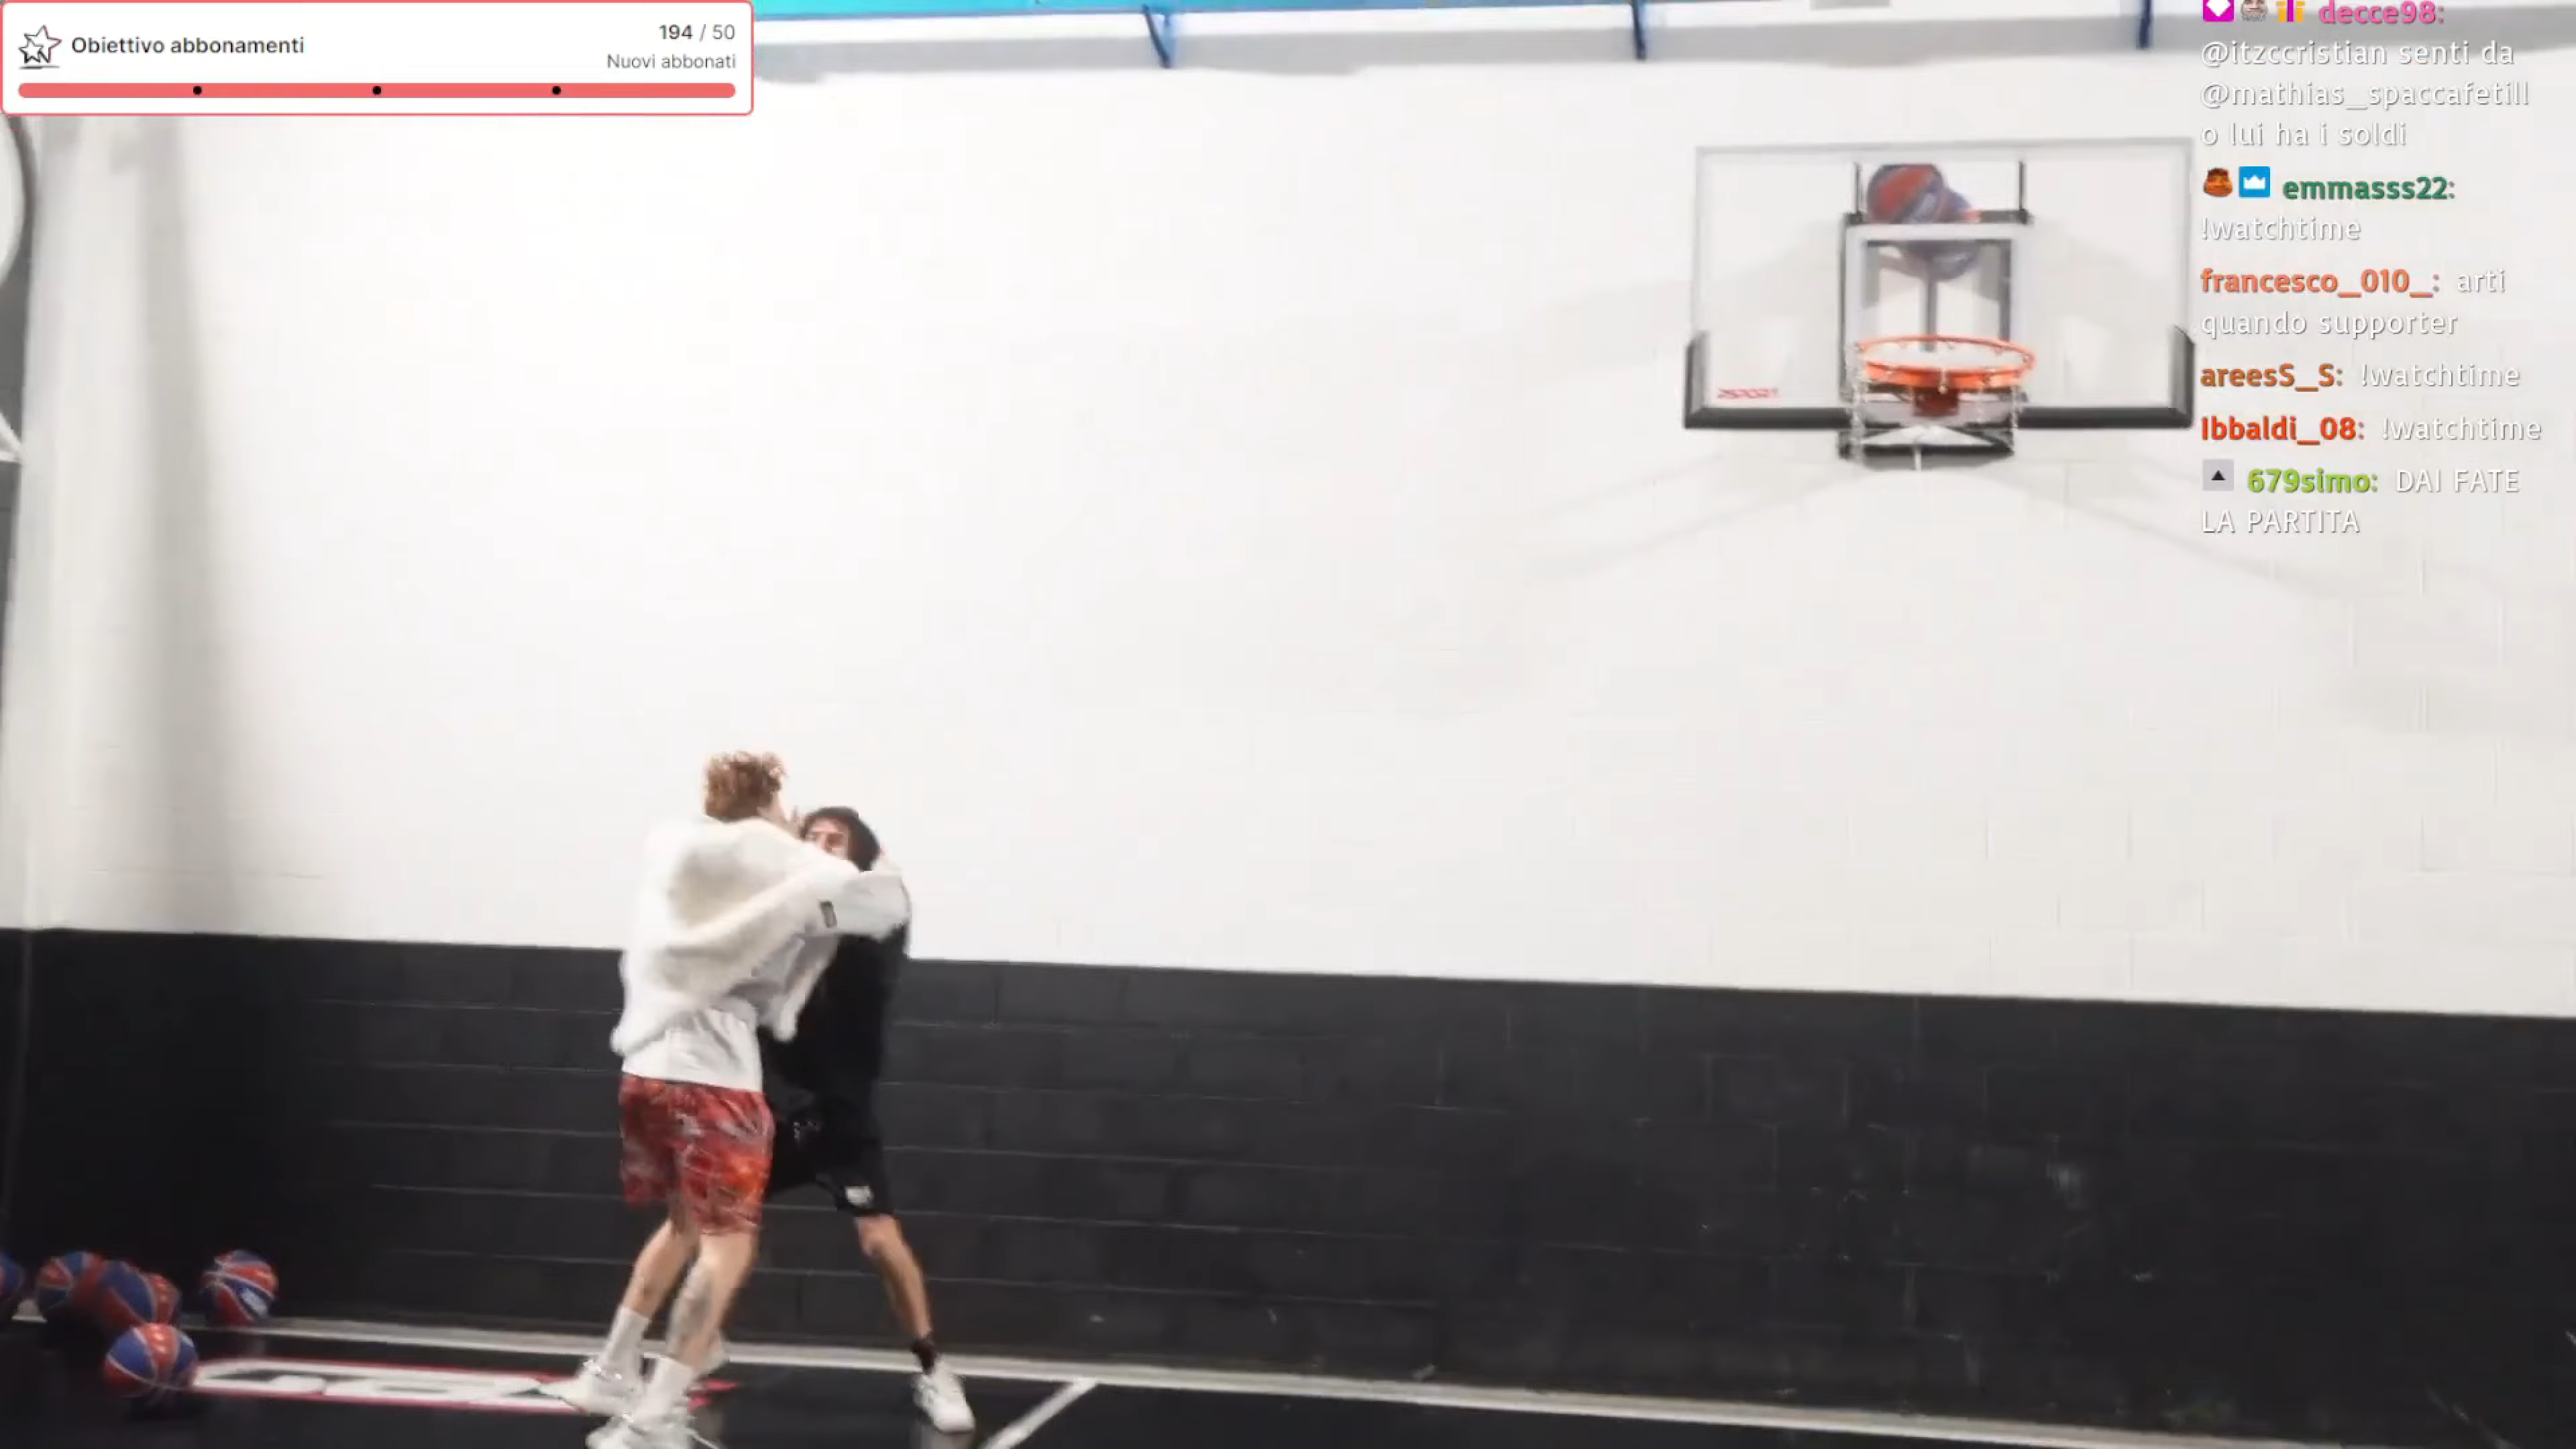 Obiettivo abbonamenti
194 / 50
Nuovi abbonati
decce98:
@itzccristian senti da
@mathias_spaccafetill
o lui ha i soldi
emmasss22:
!watchtime
francesco_010_: arti
quando supporter
areesS_S: !watchtime
Ibbaldi_08: !watchtime
679simo: DAI FATE
LA PARTITA